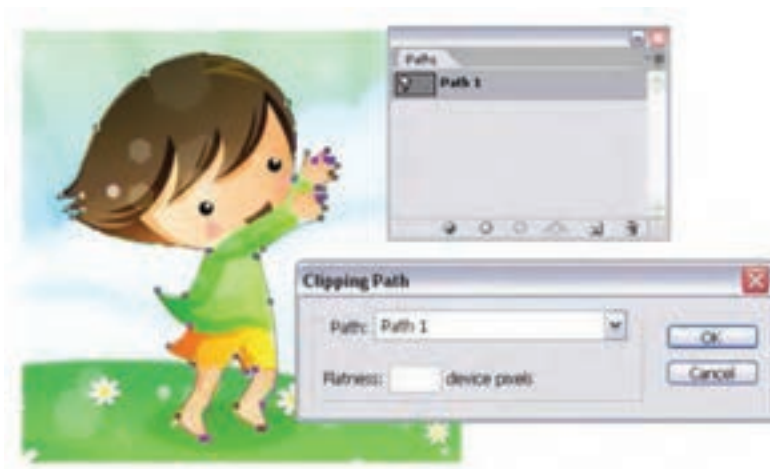 Paths
Path 1
Clipping Path
Path: Path 1
OK
Flatness: device pixels
Cancel